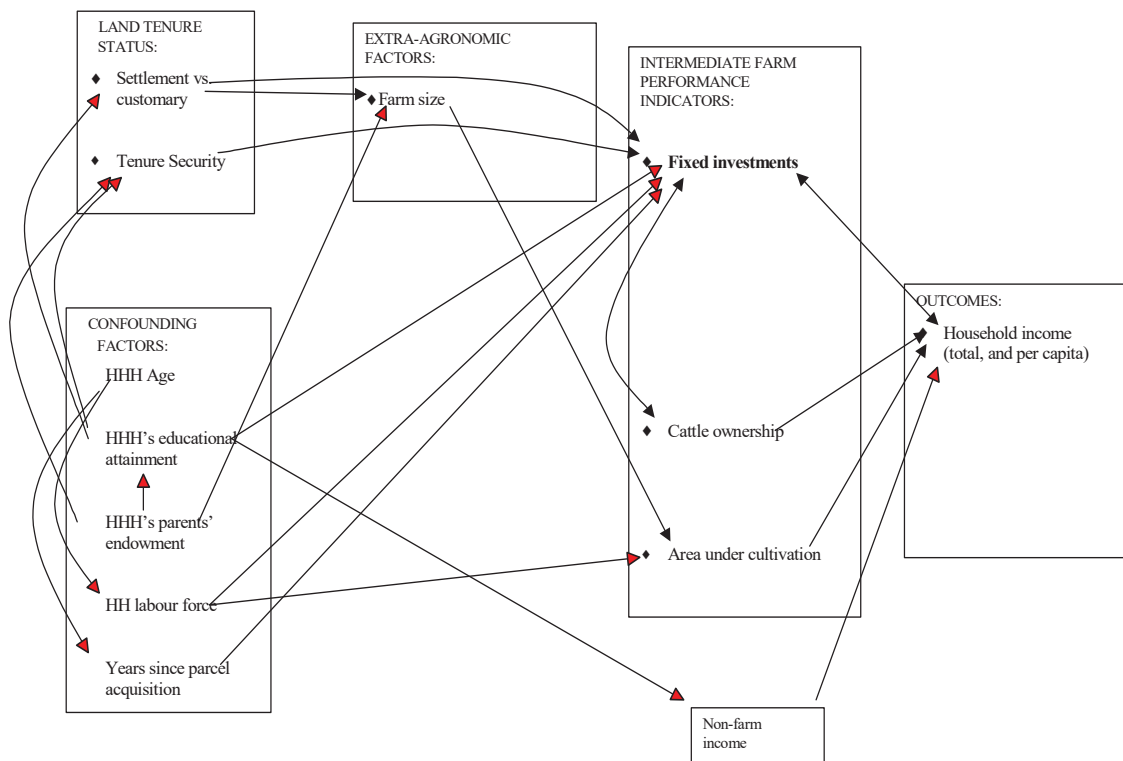 LAND TENURE
STATUS:
Settlement vs.
customary
Tenure Security
EXTRA-AGRONOMIC
FACTORS:
Farm size
INTERMEDIATE FARM
PERFORMANCE
INDICATORS:
Fixed investments
Cattle ownership
Area under cultivation
OUTCOMES:
Household income
(total, and per capita)
CONFOUNDING
FACTORS:
HHH Age
HHH’s educational
attainment
HHH’s parents’
endowment
HH labour force
Years since parcel
acquisition
Non-farm
income